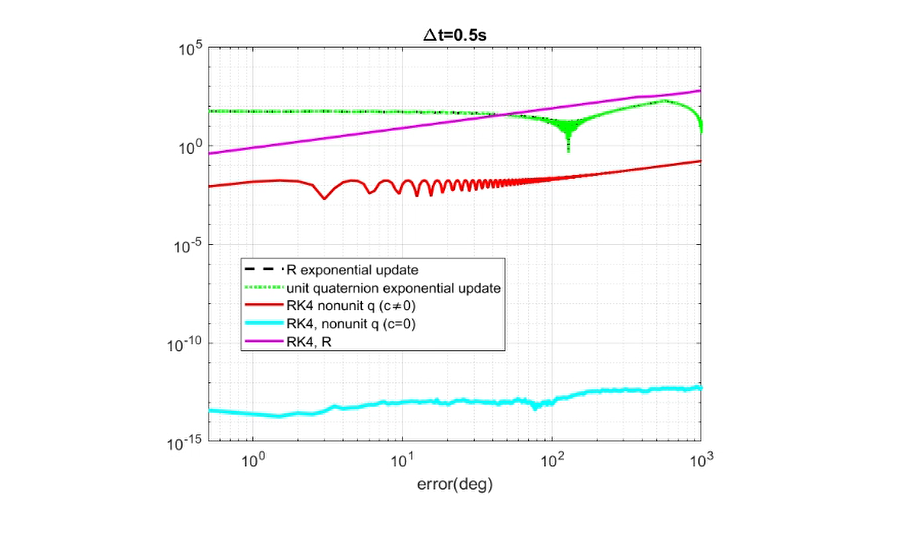 Δt=0.5s
10^5
10^0
10^-5
10^-10
10^-15
R exponential update
unit quaternion exponential update
RK4 nonunit q (c≠0)
RK4, nonunit q (c=0)
RK4, R
10^0 10^1 10^2 10^3
error(deg)